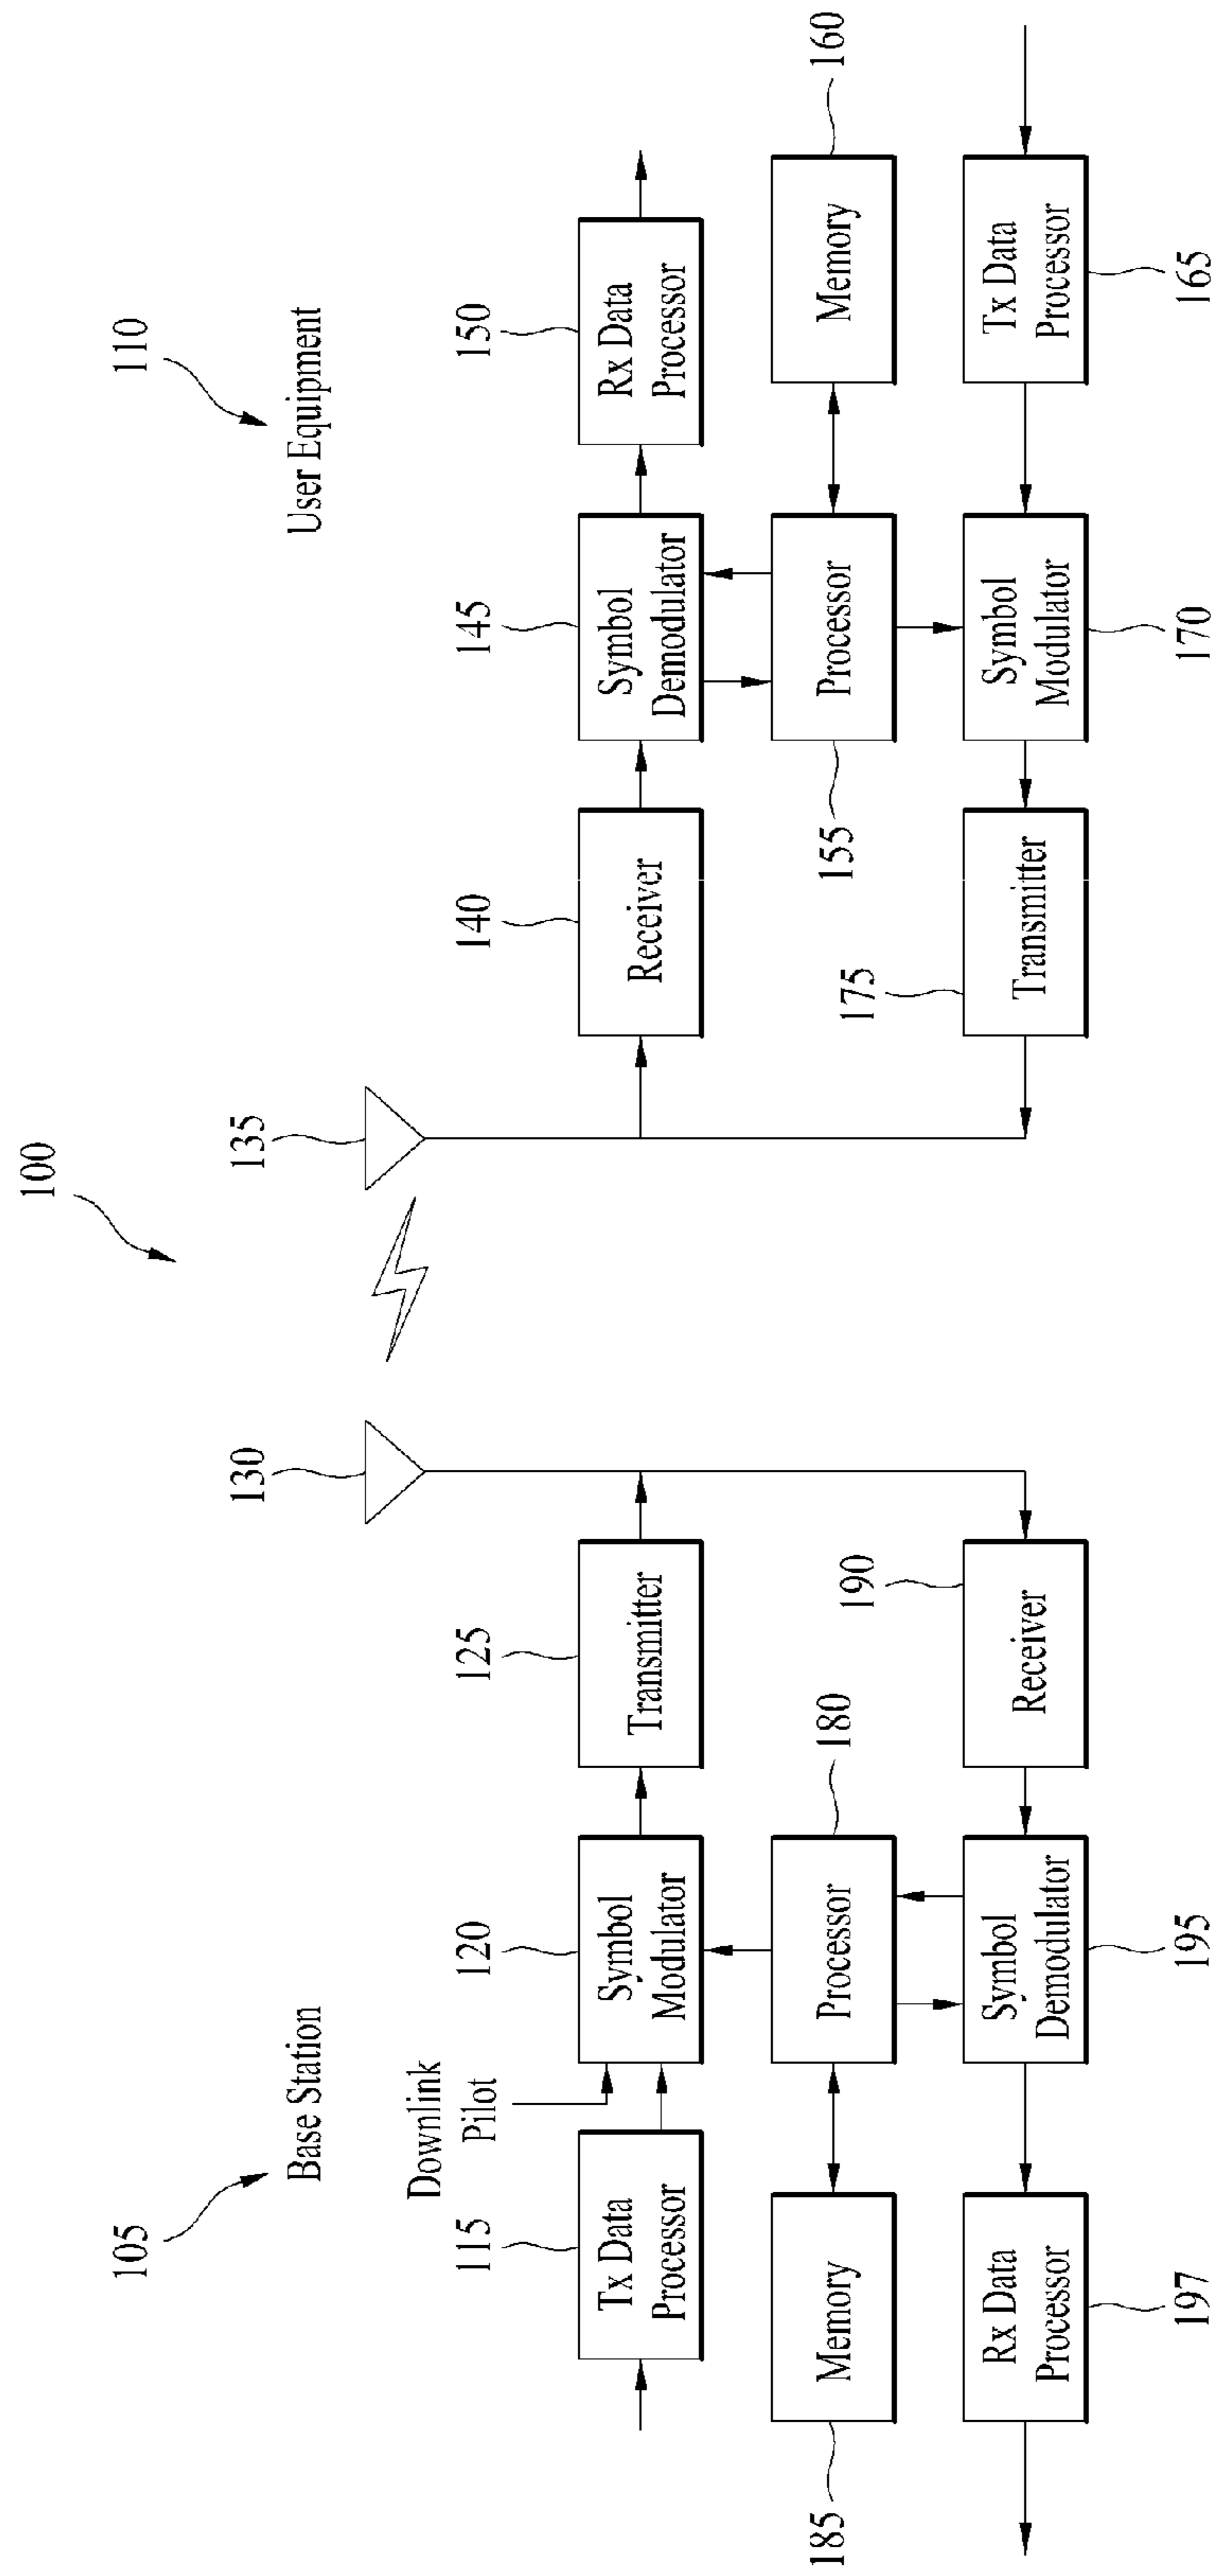 100
105
Base Station
110
User Equipment
130
135
Downlink
Pilot
115
Tx Data
Processor
120
Symbol
Modulator
125
Transmitter
140
Receiver
145
Symbol
Demodulator
150
Rx Data
Processor
185
Memory
180
Processor
190
155
Processor
160
Memory
175
197
Rx Data
Processor
195
Symbol
Demodulator
Receiver
Transmitter
170
Symbol
Modulator
165
Tx Data
Processor